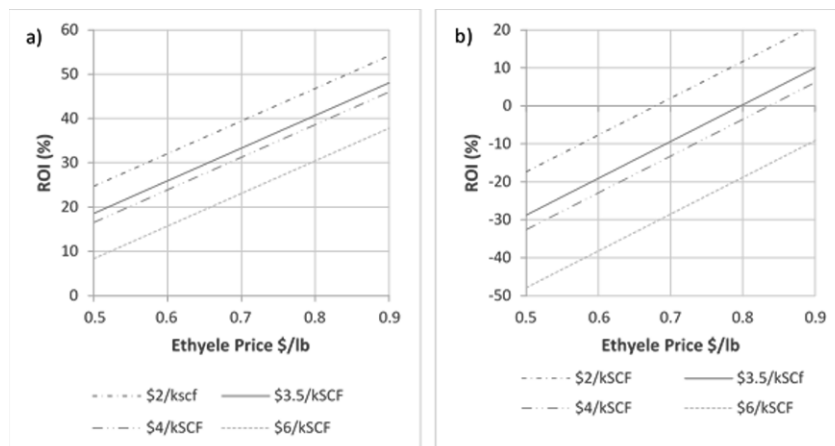 a)
60
50
40
30
20
10
0
ROI (%)
0.5 0.6 0.7 0.8 0.9
Ethyele Price $/lb
$2/kscf $3.5/kSCF
$4/kSCF $6/kSCF
b)
20
10
0
-10
-20
-30
-40
-50
ROI (%)
0.5 0.6 0.7 0.8 0.9
Ethyele Price $/lb
$2/kSCF $3.5/kSCf
$4/kSCF $6/kSCF